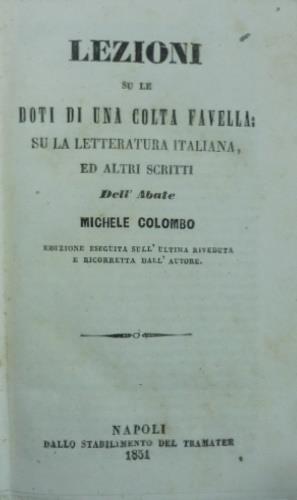 LEZIONI
SU LE
DOTI DI UNA COLTA FAVELLA:
SU LA LETTERATURA ITALIANA,
ED ALTRI SCRITTI
Dell' Abate
MICHELE COLOMBO
EDIZIONE ESEGUITA SULL' ULTIMA RIVEDUTA
E RICORRETTA DALL' AUTORE.
NAPOLI
DALLO STABILIMENTO DEL TRAMATER
1851